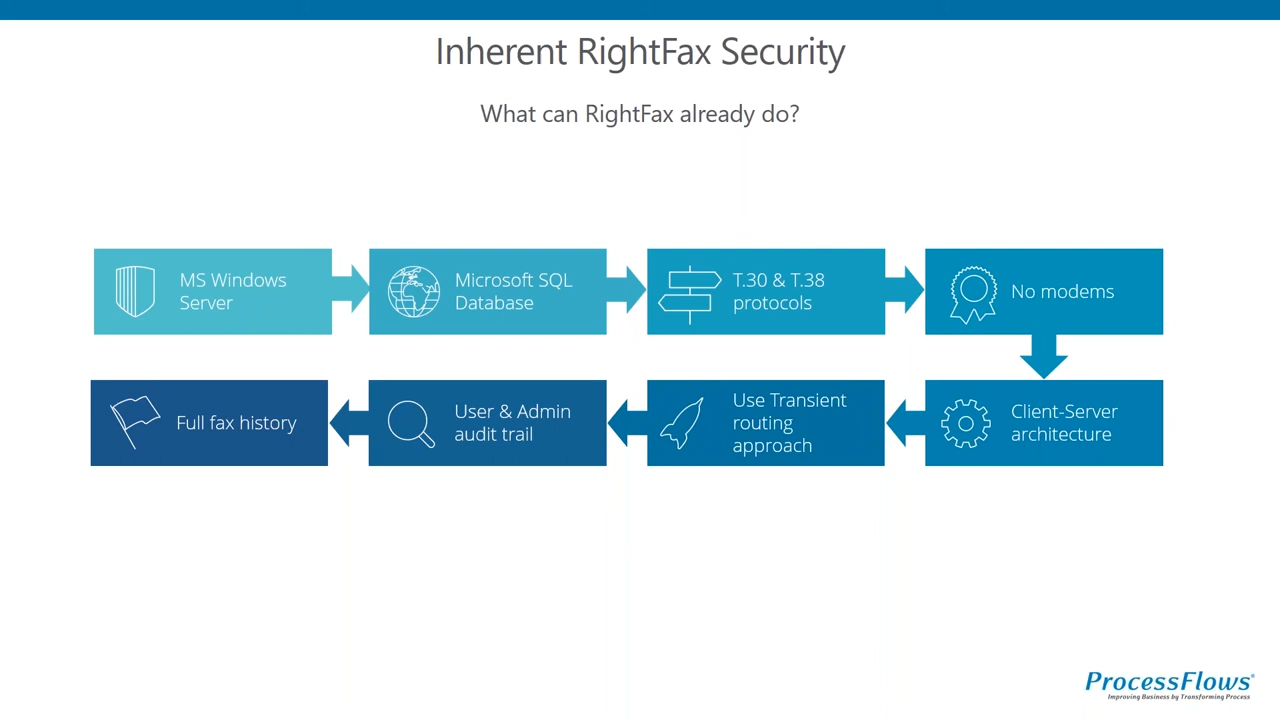 Inherent RightFax Security
What can RightFax already do?
MS Windows
Server
Microsoft SQL
Database
T.30 & T.38
protocols
No modems
Client-Server
architecture
Use Transient
routing
approach
User & Admin
audit trail
Full fax history
ProcessFlows®
Improving Business by Transforming Process